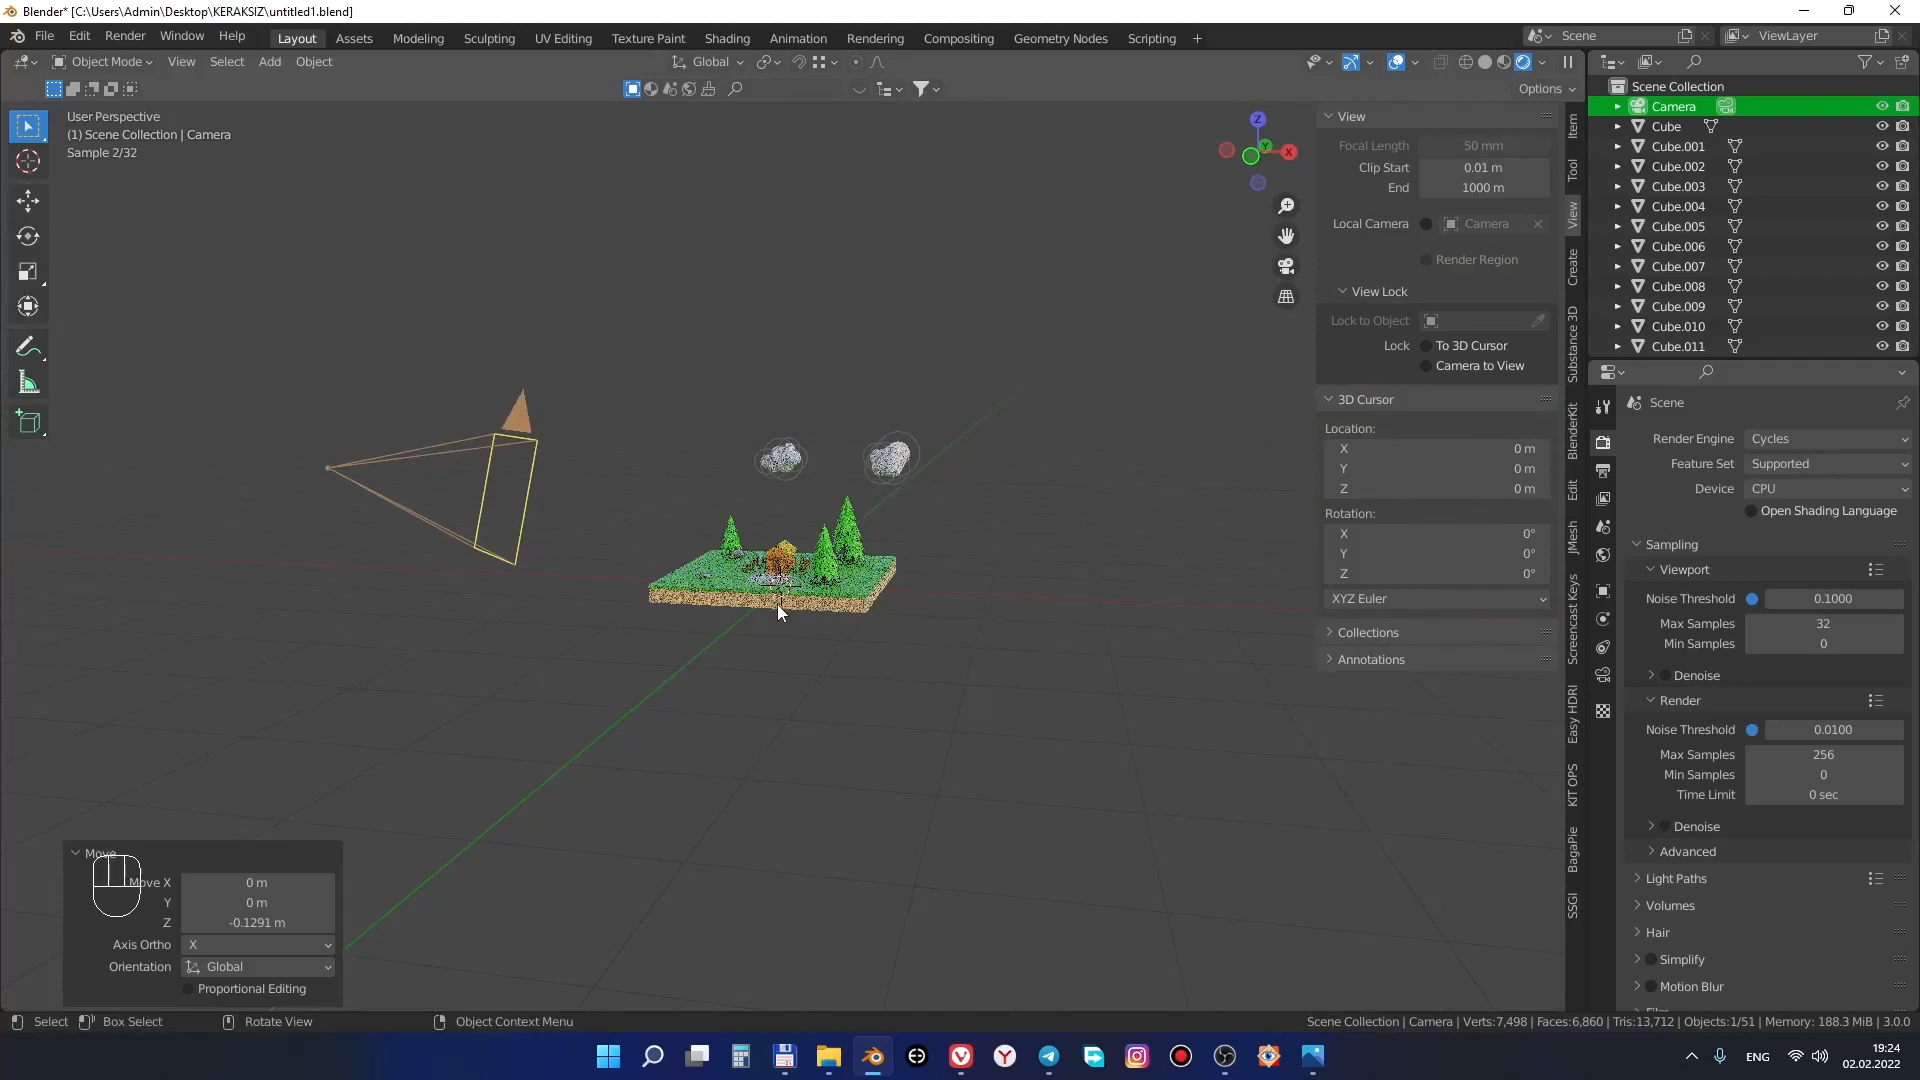 Blender* [C:\Users\Admin\Desktop\KERAKSIZ\untitled1.blend]
File Edit Render Window Help
Layout Assets Modeling Sculpting UV Editing Texture Paint Shading Animation Rendering Compositing Geometry Nodes Scripting +
Scene ViewLayer
Object Mode View Select Add Object Global
Options
User Perspective
(1) Scene Collection | Camera
Sample 2/32
Z
Y
X
View
Focal Length 50 mm
Clip Start 0.01 m
End 1000 m
Local Camera Camera
Render Region
View Lock
Lock to Object
Lock To 3D Cursor
Camera to View
3D Cursor
Location:
X 0 m
Y 0 m
Z 0 m
Rotation:
X 0°
Y 0°
Z 0°
XYZ Euler
Collections
Annotations
Item
Tool
View
Create
Substance 3D
BlenderKit
Edit
JMesh
Screencast Keys
Easy HDRI
KIT OPS
BagaPie
SSGI
Scene Collection
Camera
Cube
Cube.001
Cube.002
Cube.003
Cube.004
Cube.005
Cube.006
Cube.007
Cube.008
Cube.009
Cube.010
Cube.011
Scene
Render Engine Cycles
Feature Set Supported
Device CPU
Open Shading Language
Sampling
Viewport
Noise Threshold 0.1000
Max Samples 32
Min Samples 0
Denoise
Render
Noise Threshold 0.0100
Max Samples 256
Min Samples 0
Time Limit 0 sec
Denoise
Advanced
Light Paths
Volumes
Hair
Simplify
Motion Blur
Move
Move X 0 m
Y 0 m
Z -0.1291 m
Axis Ortho X
Orientation Global
Proportional Editing
Select Box Select Rotate View Object Context Menu
Scene Collection | Camera | Verts:7,498 | Faces:6,860 | Tris:13,712 | Objects:1/51 | Memory: 188.3 MiB | 3.0.0
ENG
19:24
02.02.2022